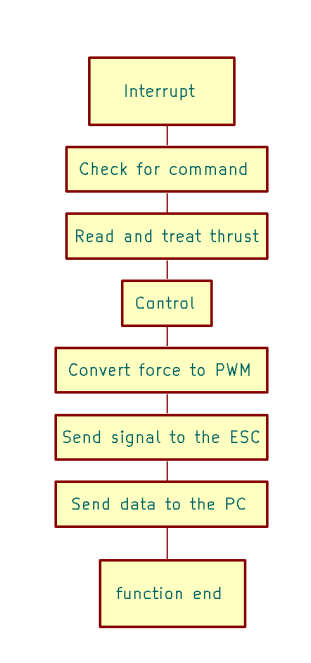 Interrupt
Check for command
Read and treat thrust
Control
Convert force to PWM
Send signal to the ESC
Send data to the PC
function end